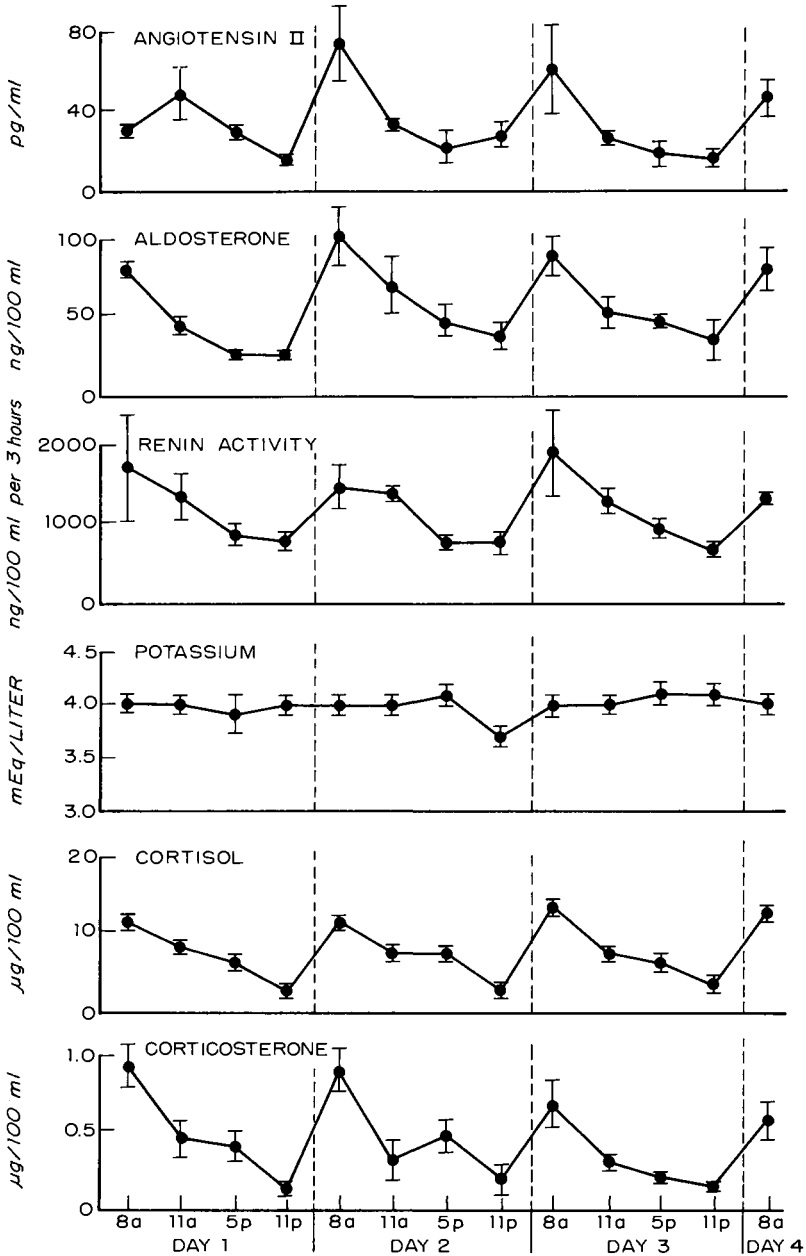 ANGIOTENSIN II
80
40
0
pg/ml
ALDOSTERONE
100
50
0
ng/100 ml
RENIN ACTIVITY
2000
1000
0
ng/100 ml per 3 hours
POTASSIUM
4.5
4.0
3.5
3.0
mEq/LITER
CORTISOL
20
10
0
µg/100 ml
CORTICOSTERONE
1.0
0.5
0
µg/100 ml
8a 11a 5p 11p 8a 11a 5p 11p 8a 11a 5p 11p 8a
DAY 1 DAY 2 DAY 3 DAY 4